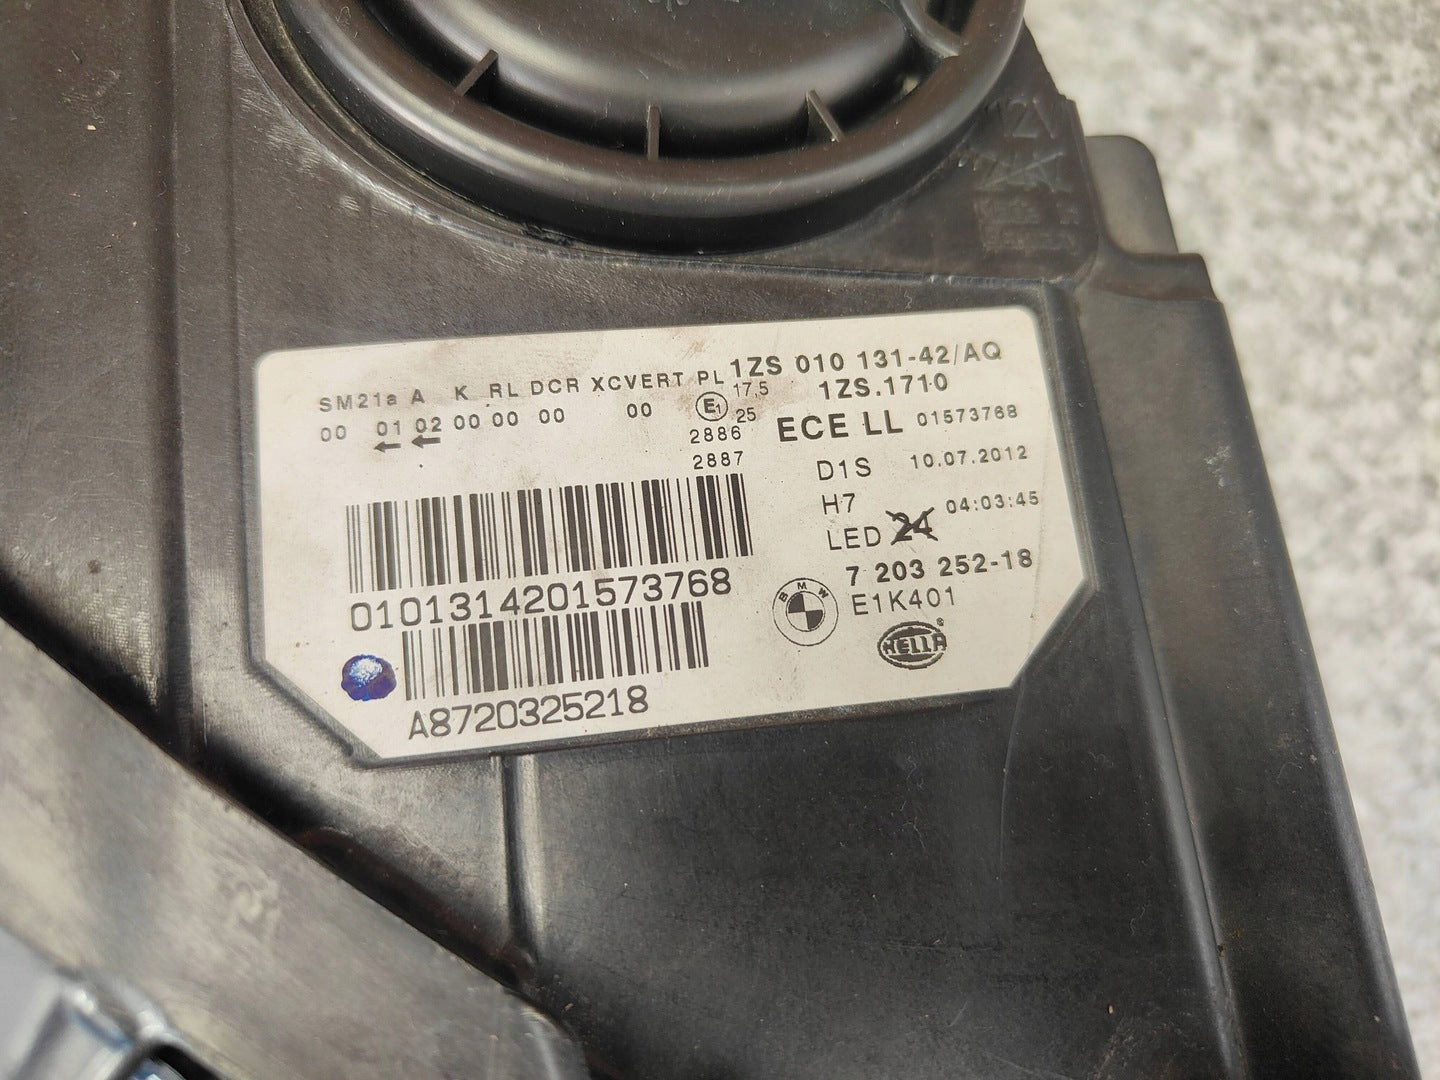 1ZS 010 131-42/AQ
SM21a A K RL DCR XCVERT PL 17,5 1ZS.1710
00 01 02 00 00 00 00 E1 25 ECE LL 01573768
2886
2887 D1S 10.07.2012
H7 04:03:45
LED 24
7 203 252-18
0101314201573768
BMW E1K401
HELLA
A8720325218